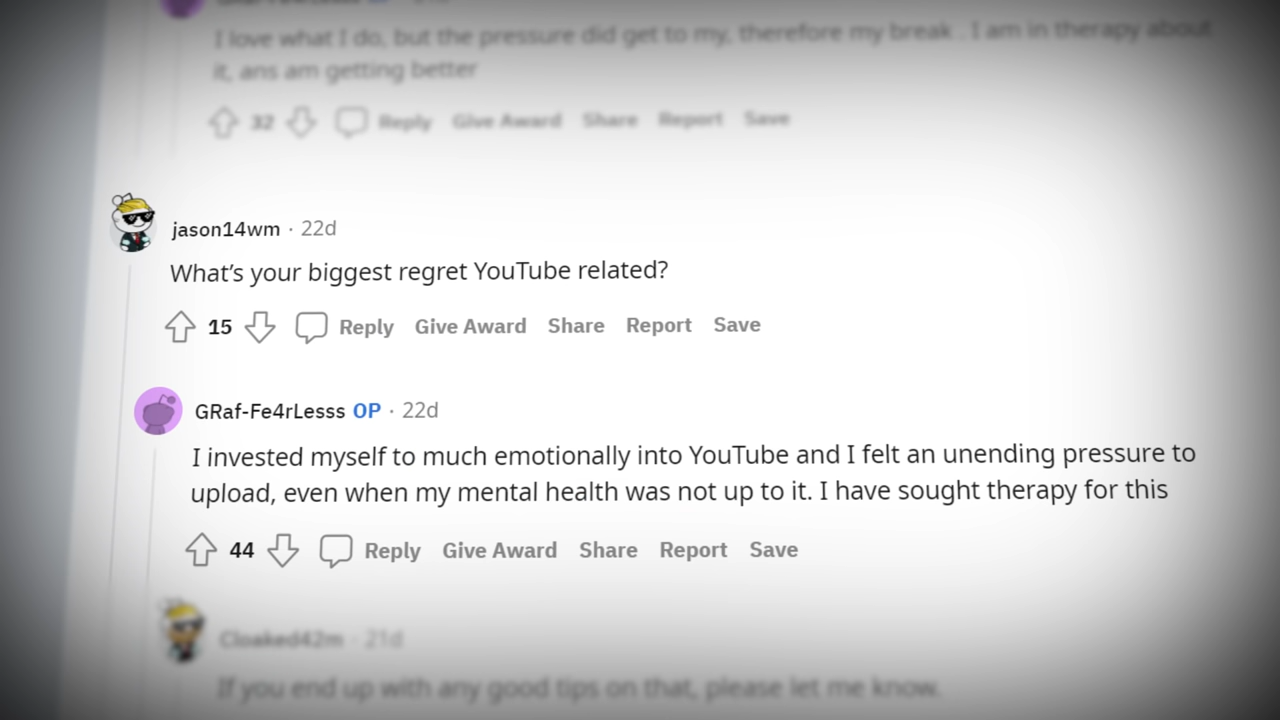 I love what I do, but the pressure did get to my, therefore my break . I am in therapy about
it, ans am getting better
32 Reply Give Award Share Report Save
jason14wm · 22d
What's your biggest regret YouTube related?
15 Reply Give Award Share Report Save
GRaf-Fe4rLesss OP · 22d
I invested myself to much emotionally into YouTube and I felt an unending pressure to
upload, even when my mental health was not up to it. I have sought therapy for this
44 Reply Give Award Share Report Save
Cloaked42m · 21d
If you end up with any good tips on that, please let me know.